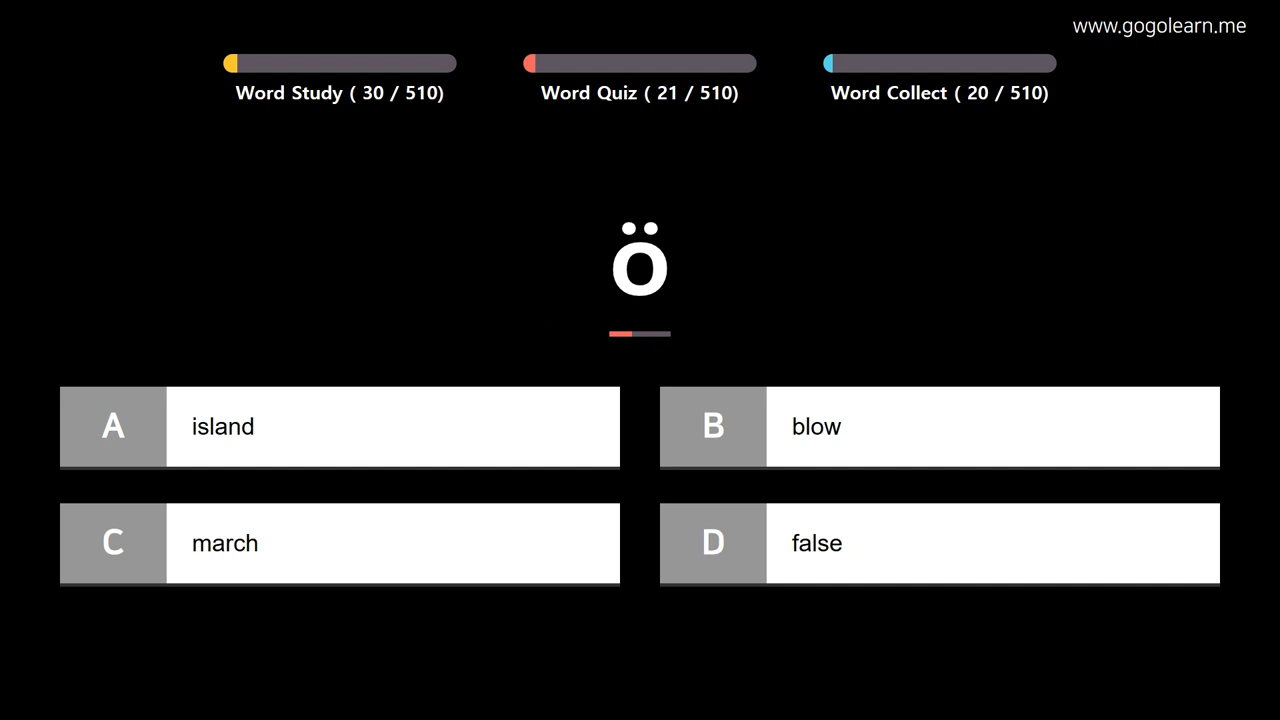 www.gogolearn.me
Word Study ( 30 / 510)
Word Quiz ( 21 / 510)
Word Collect ( 20 / 510)
ö
A island
B blow
C march
D false